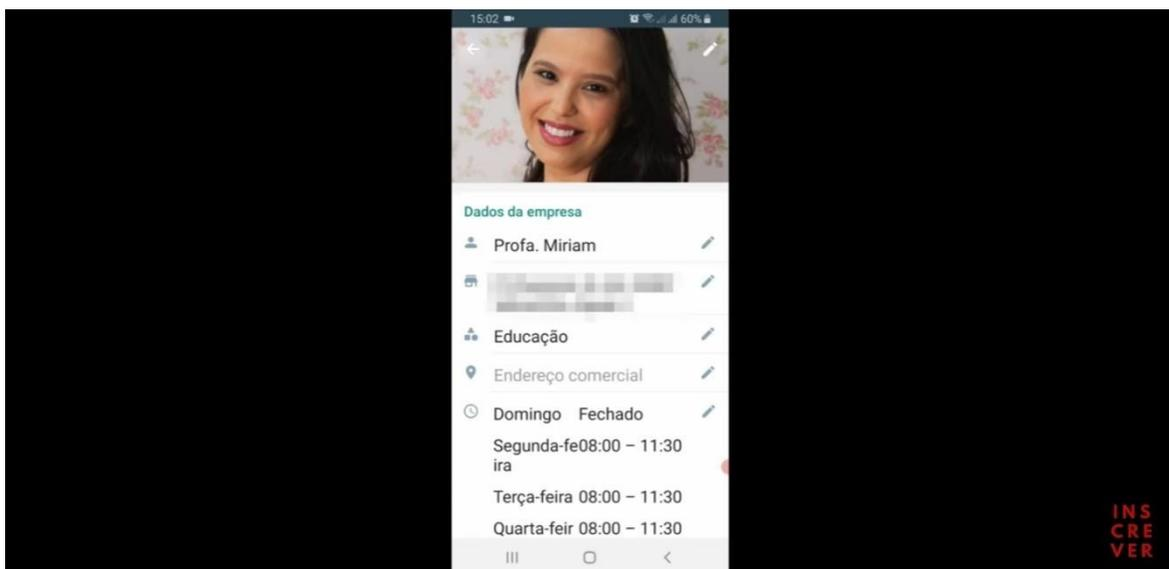 15:02
60%
Dados da empresa
Profa. Miriam
Educação
Endereço comercial
Domingo Fechado
Segunda-fe08:00 – 11:30
ira
Terça-feira 08:00 – 11:30
Quarta-feir 08:00 – 11:30
INS
CRE
VER